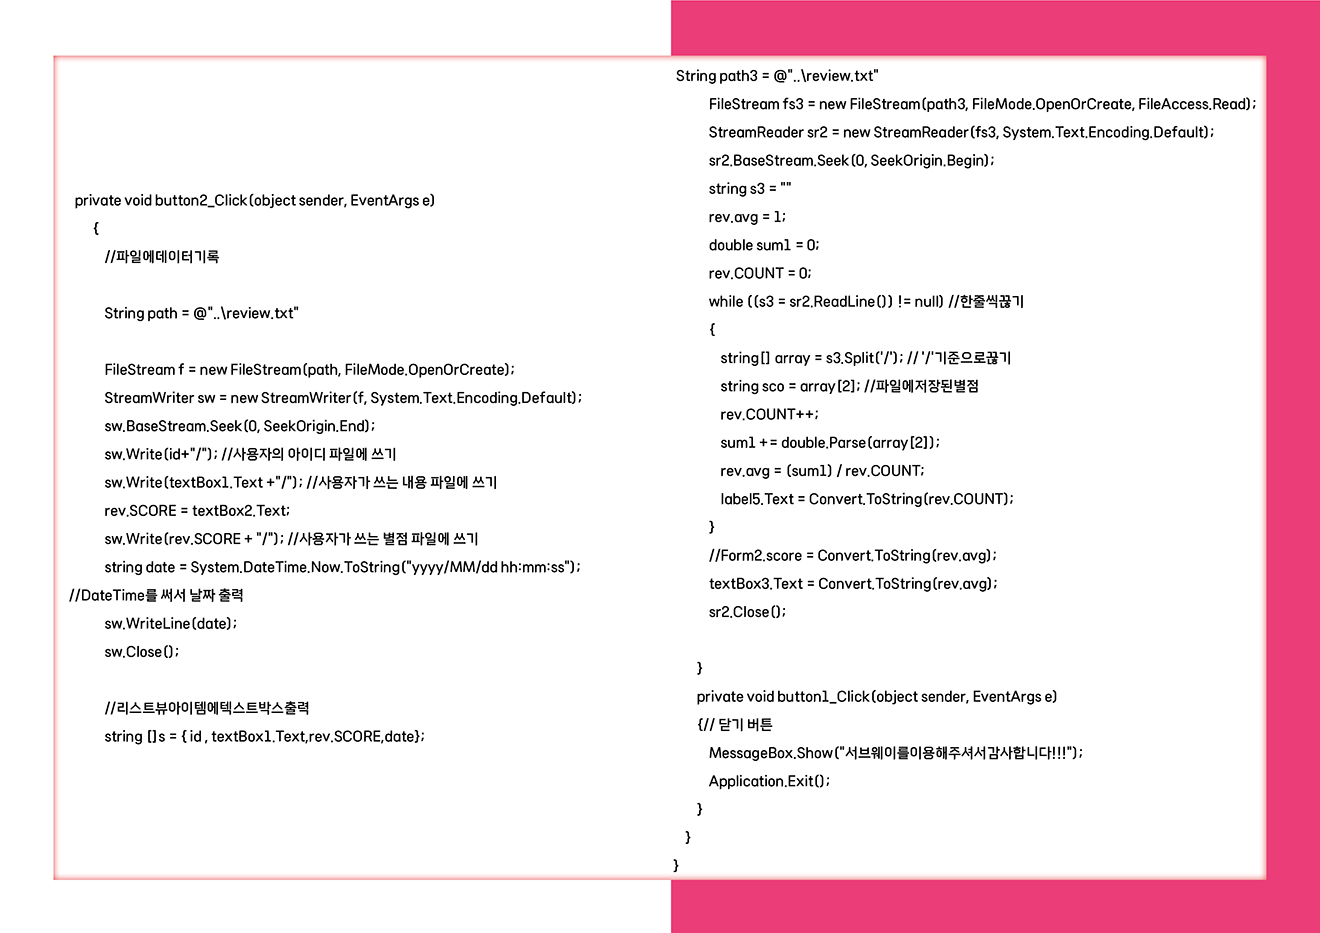 private void button2_Click(object sender, EventArgs e)
{
//파일에데이터기록
String path = @"..\review.txt"
FileStream f = new FileStream(path, FileMode.OpenOrCreate);
StreamWriter sw = new StreamWriter(f, System.Text.Encoding.Default);
sw.BaseStream.Seek(0, SeekOrigin.End);
sw.Write(id+"/"); //사용자의 아이디 파일에 쓰기
sw.Write(textBox1.Text +"/"); //사용자가 쓰는 내용 파일에 쓰기
rev.SCORE = textBox2.Text;
sw.Write(rev.SCORE + "/"); //사용자가 쓰는 별점 파일에 쓰기
string date = System.DateTime.Now.ToString("yyyy/MM/dd hh:mm:ss");
//DateTime를 써서 날짜 출력
sw.WriteLine(date);
sw.Close();
//리스트뷰아이템에텍스트박스출력
string []s = { id , textBox1.Text,rev.SCORE,date};
String path3 = @"..\review.txt"
FileStream fs3 = new FileStream(path3, FileMode.OpenOrCreate, FileAccess.Read);
StreamReader sr2 = new StreamReader(fs3, System.Text.Encoding.Default);
sr2.BaseStream.Seek(0, SeekOrigin.Begin);
string s3 = ""
rev.avg = 1;
double sum1 = 0;
rev.COUNT = 0;
while ((s3 = sr2.ReadLine()) != null) //한줄씩끊기
{
string[] array = s3.Split('/'); // '/'기준으로끊기
string sco = array[2]; //파일에저장된별점
rev.COUNT++;
sum1 += double.Parse(array[2]);
rev.avg = (sum1) / rev.COUNT;
label5.Text = Convert.ToString(rev.COUNT);
}
//Form2.score = Convert.ToString(rev.avg);
textBox3.Text = Convert.ToString(rev.avg);
sr2.Close();
}
private void button1_Click(object sender, EventArgs e)
{// 닫기 버튼
MessageBox.Show("서브웨이를이용해주셔서감사합니다!!!");
Application.Exit();
}
}
}